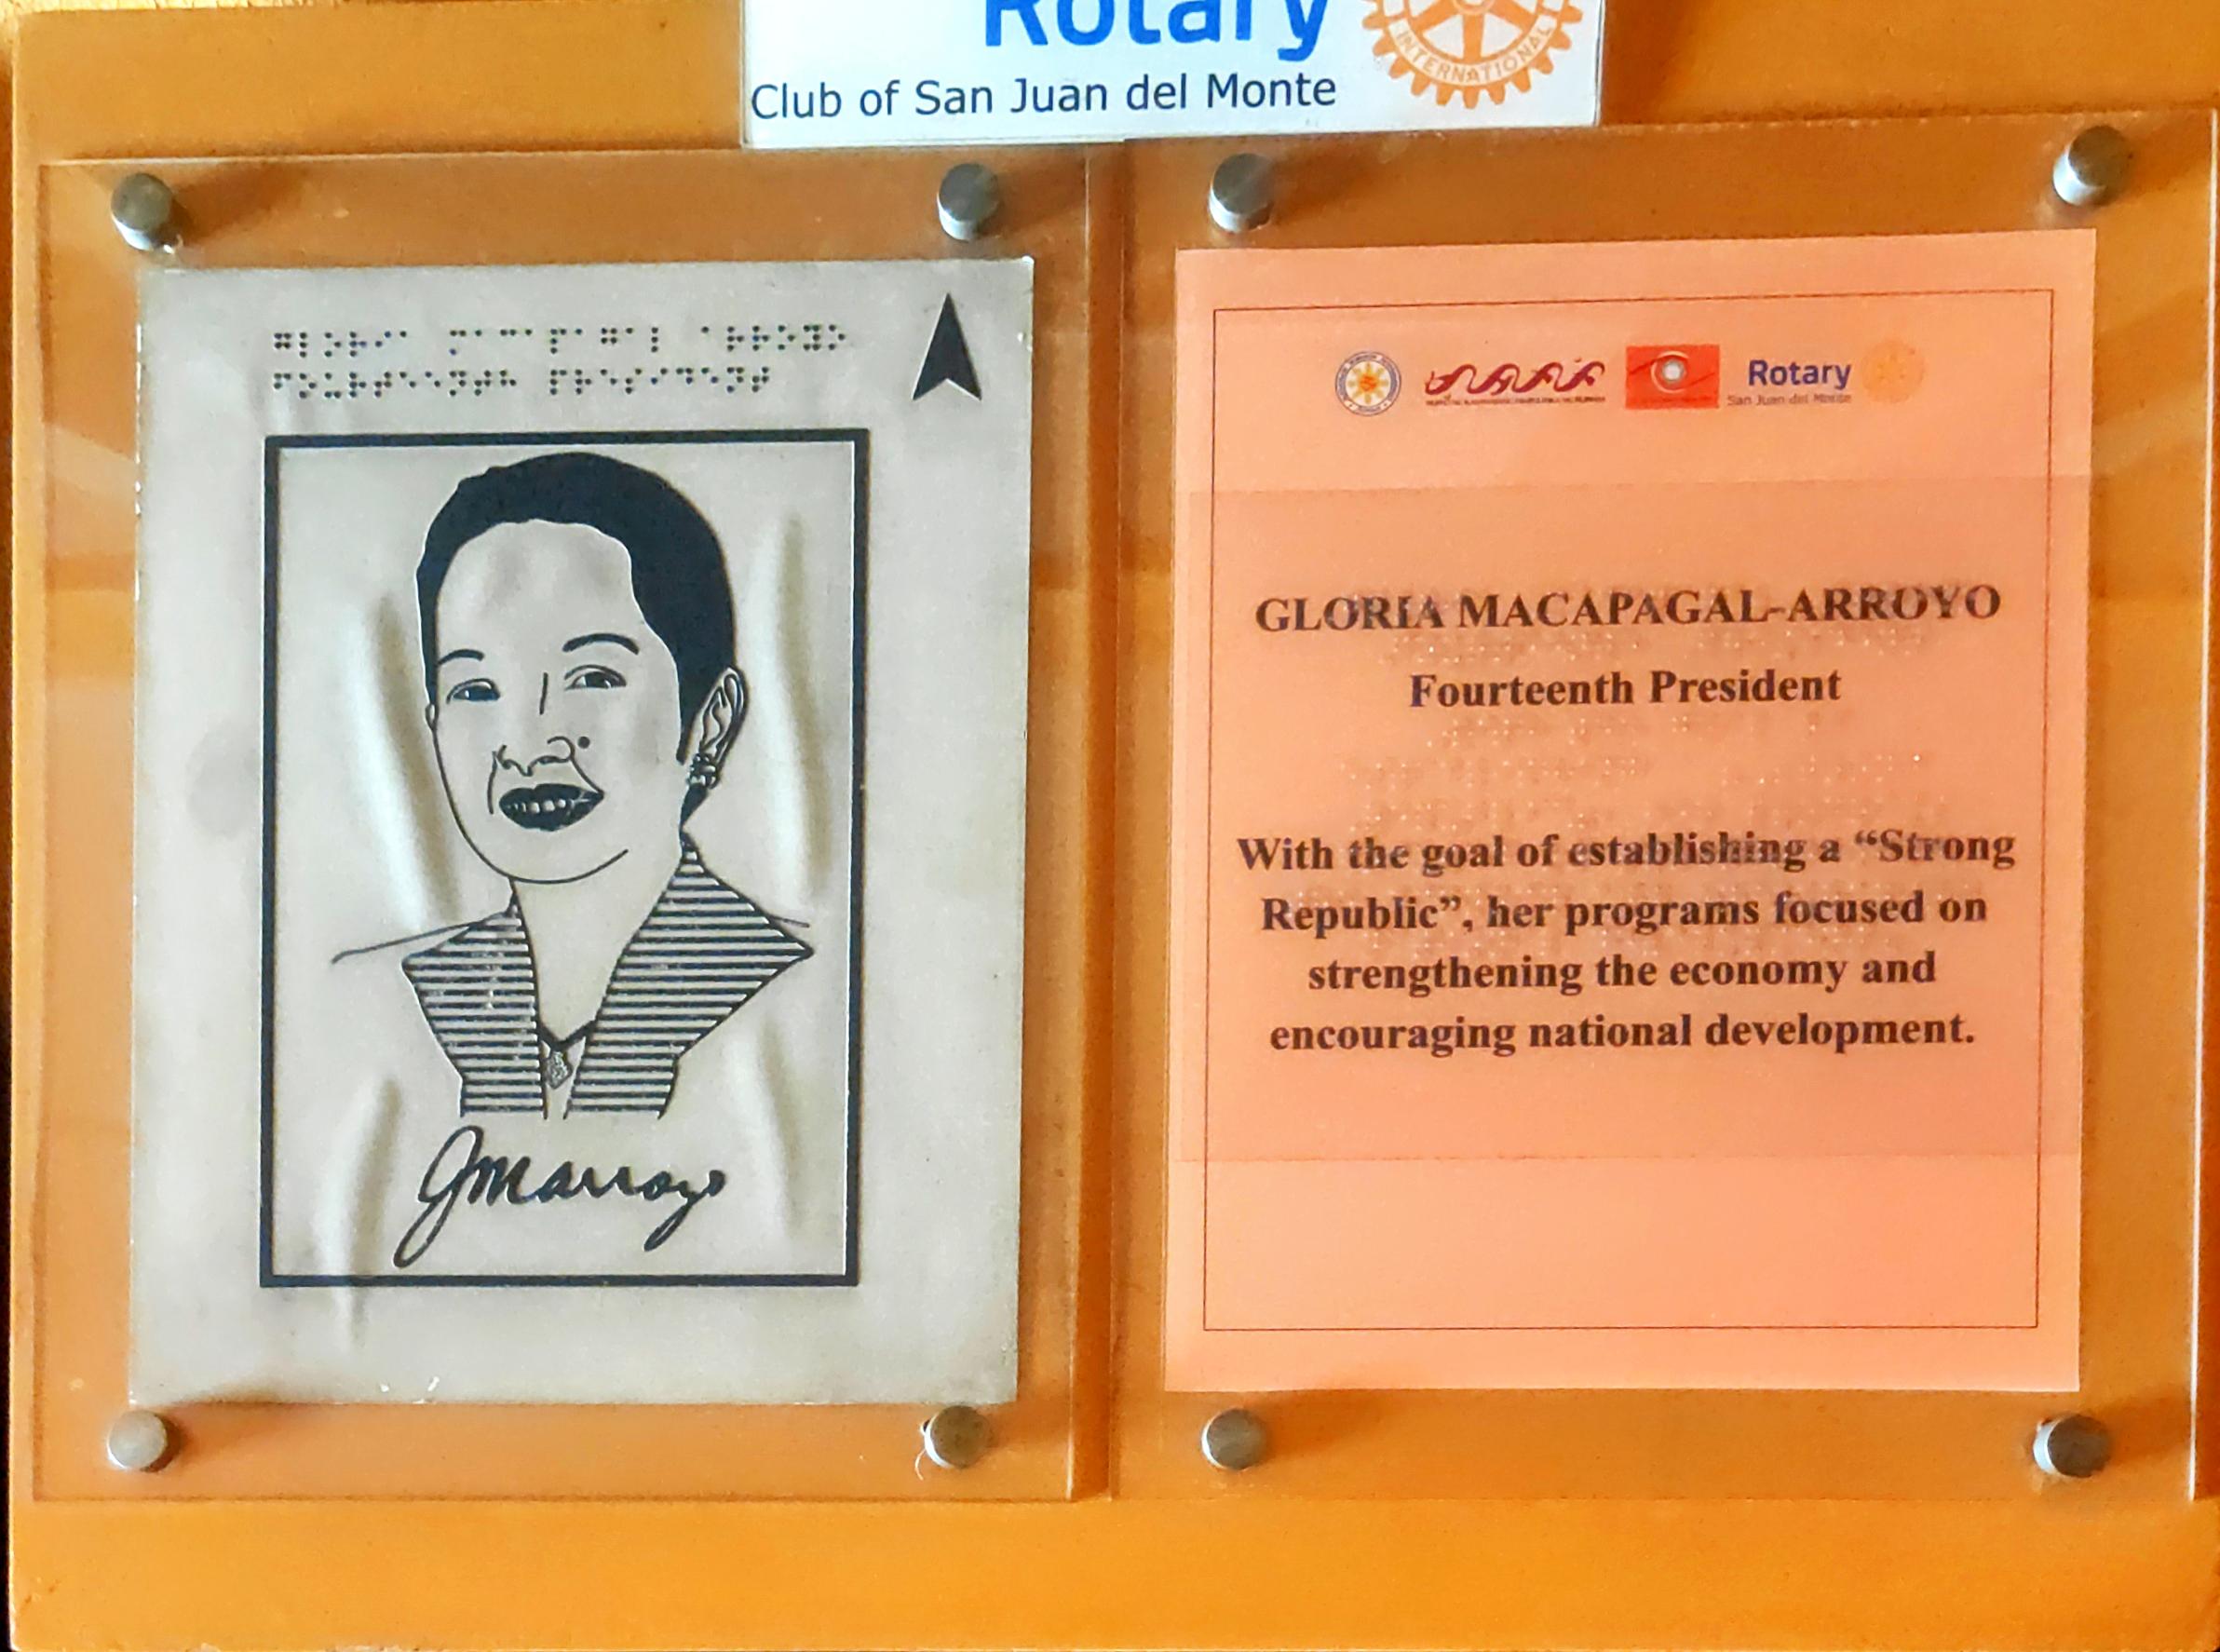 Rotary
Club of San Juan del Monte
INTERNATIONAL
⠛⠇⠕⠗⠊⠁ ⠍⠁⠉⠁⠏⠁⠛⠁⠇ ⠁⠗⠗⠕⠽⠕
⠋⠕⠥⠗⠞⠑⠑⠝⠞⠓ ⠏⠗⠑⠎⠊⠙⠑⠝⠞
GMArroyo
Rotary
San Juan del Monte
GLORIA MACAPAGAL-ARROYO
Fourteenth President
With the goal of establishing a “Strong
Republic”, her programs focused on
strengthening the economy and
encouraging national development.